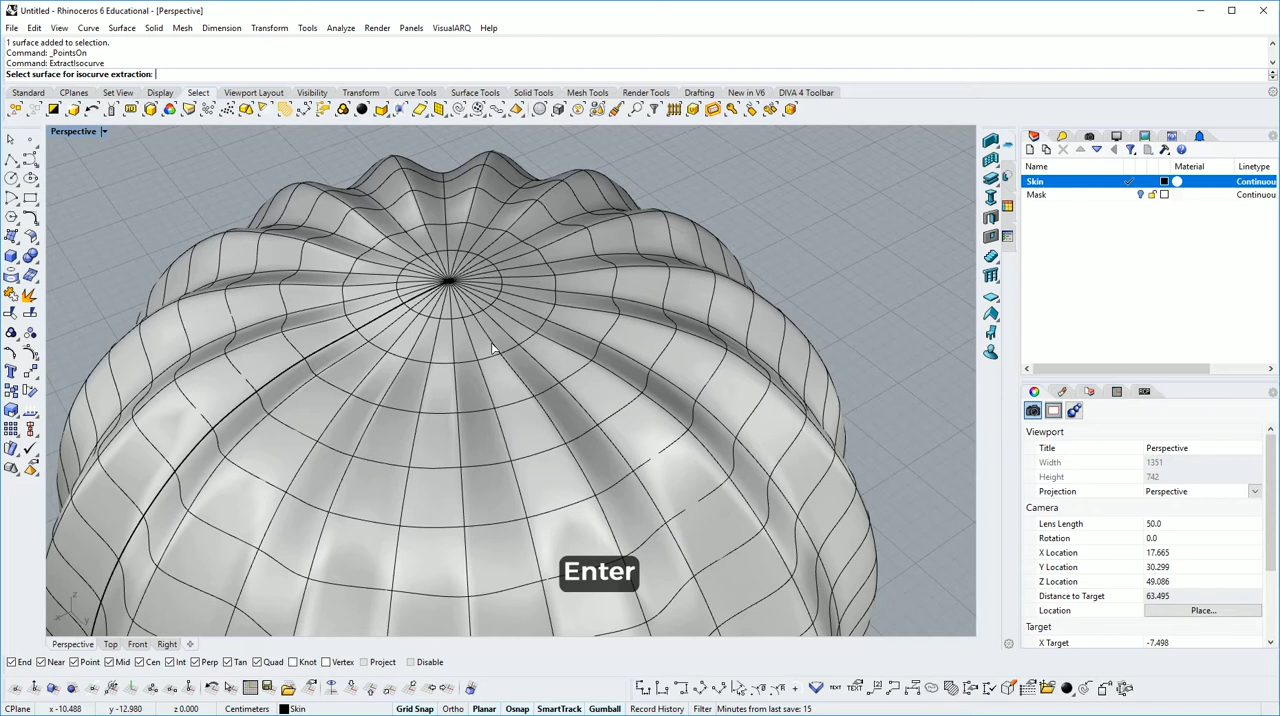 Untitled - Rhinoceros 6 Educational - [Perspective]
File Edit View Curve Surface Solid Mesh Dimension Transform Tools Analyze Render Panels VisualARQ Help
1 surface added to selection.
Command: _PointsOn
Command: ExtractIsocurve
Select surface for isocurve extraction:
Standard CPlanes Set View Display Select Viewport Layout Visibility Transform Curve Tools Surface Tools Solid Tools Mesh Tools Render Tools Drafting New in V6 DIVA 4 Toolbar
Perspective
Name Material Linetype
Skin Continuou
Mask Continuou
Viewport
Title Perspective
Width 1351
Height 742
Projection Perspective
Camera
Lens Length 50.0
Rotation 0.0
X Location 17.665
Y Location 30.299
Z Location 49.086
Distance to Target 63.495
Location Place...
Target
X Target -7.498
Enter
z
x y
Perspective Top Front Right
End Near Point Mid Cen Int Perp Tan Quad Knot Vertex Project Disable
CPlane x -10.488 y -12.980 z 0.000 Centimeters Skin Grid Snap Ortho Planar Osnap SmartTrack Gumball Record History Filter Minutes from last save: 15